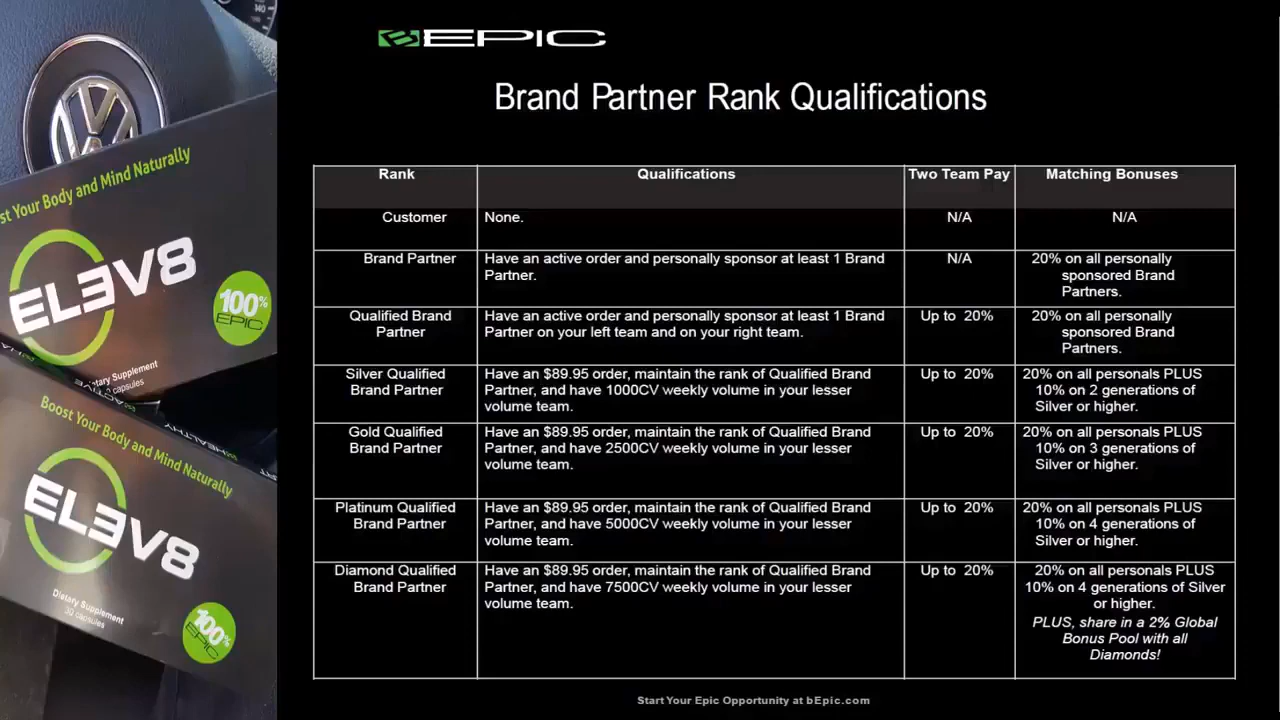 BEPIC
Brand Partner Rank Qualifications
Rank Qualifications Two Team Pay Matching Bonuses
Customer None. N/A N/A
Brand Partner Have an active order and personally sponsor at least 1 Brand N/A 20% on all personally
Partner. sponsored Brand
Partners.
Qualified Brand Have an active order and personally sponsor at least 1 Brand Up to 20% 20% on all personally
Partner Partner on your left team and on your right team. sponsored Brand
Partners.
Silver Qualified Have an $89.95 order, maintain the rank of Qualified Brand Up to 20% 20% on all personals PLUS
Brand Partner Partner, and have 1000CV weekly volume in your lesser 10% on 2 generations of
volume team. Silver or higher.
Gold Qualified Have an $89.95 order, maintain the rank of Qualified Brand Up to 20% 20% on all personals PLUS
Brand Partner Partner, and have 2500CV weekly volume in your lesser 10% on 3 generations of
volume team. Silver or higher.
Platinum Qualified Have an $89.95 order, maintain the rank of Qualified Brand Up to 20% 20% on all personals PLUS
Brand Partner Partner, and have 5000CV weekly volume in your lesser 10% on 4 generations of
volume team. Silver or higher.
Diamond Qualified Have an $89.95 order, maintain the rank of Qualified Brand Up to 20% 20% on all personals PLUS
Brand Partner Partner, and have 7500CV weekly volume in your lesser 10% on 4 generations of Silver
volume team. or higher.
PLUS, share in a 2% Global
Bonus Pool with all
Diamonds!
Start Your Epic Opportunity at bEpic.com
Your Body and Mind Naturally
ELEV8
100%
EPIC
Supplement
capsules
HEALTHY
Boost Your Body and Mind Naturally
ELEV8
Dietary Supplement
30 capsules
100%
EPIC